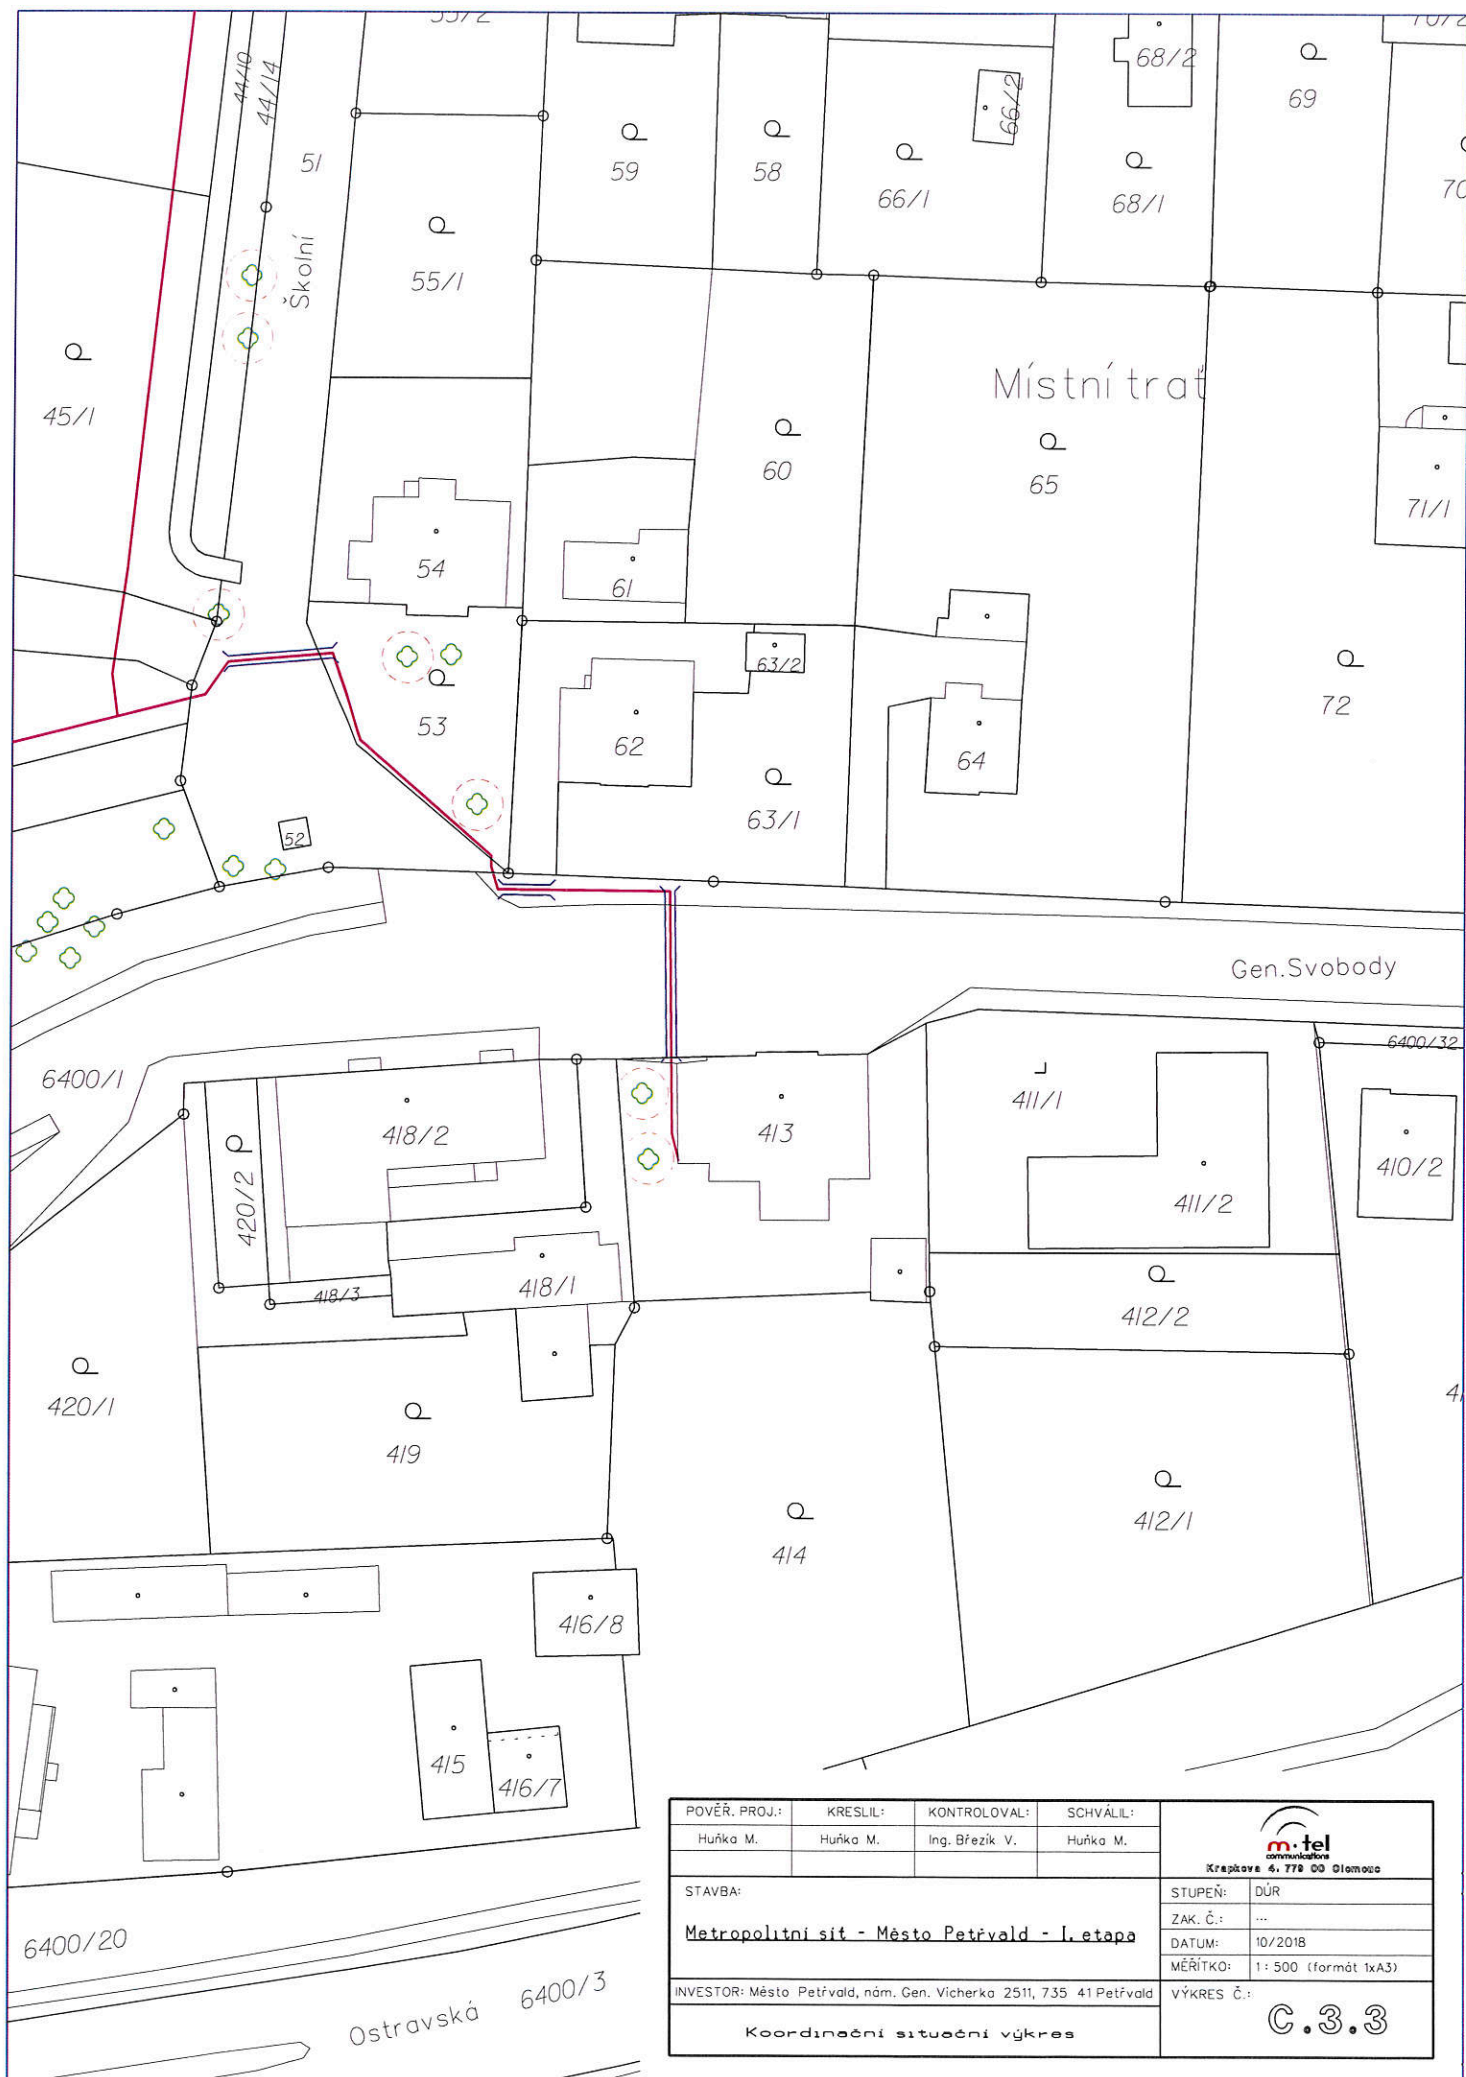 55/2
70/2
44/10
44/14
68/2
66/2
69
51
59
58
66/1
68/1
70
Školní
55/1
Místní trať
45/1
60
65
71/1
54
61
63/2
53
62
64
72
63/1
52
Gen.Svobody
6400/1
6400/32
411/1
418/2
413
410/2
420/2
411/2
418/3
418/1
412/2
420/1
41
419
412/1
414
416/8
415
416/7
6400/20
6400/3
Ostravská
POVĚŘ. PROJ.: KRESLIL: KONTROLOVAL: SCHVÁLIL:
Huňka M. Huňka M. Ing. Březík V. Huňka M.
m·tel
communications
Krapkova 4, 779 00 Olomouc
STAVBA:
Metropolitní sít - Město Petřvald - I. etapa
STUPEŇ: DÚR
ZAK. Č.: ---
DATUM: 10/2018
MĚŘÍTKO: 1 : 500 (formát 1xA3)
INVESTOR: Město Petřvald, nám. Gen. Vicherka 2511, 735 41 Petřvald
Koordinační situační výkres
VÝKRES Č.:
C.3.3